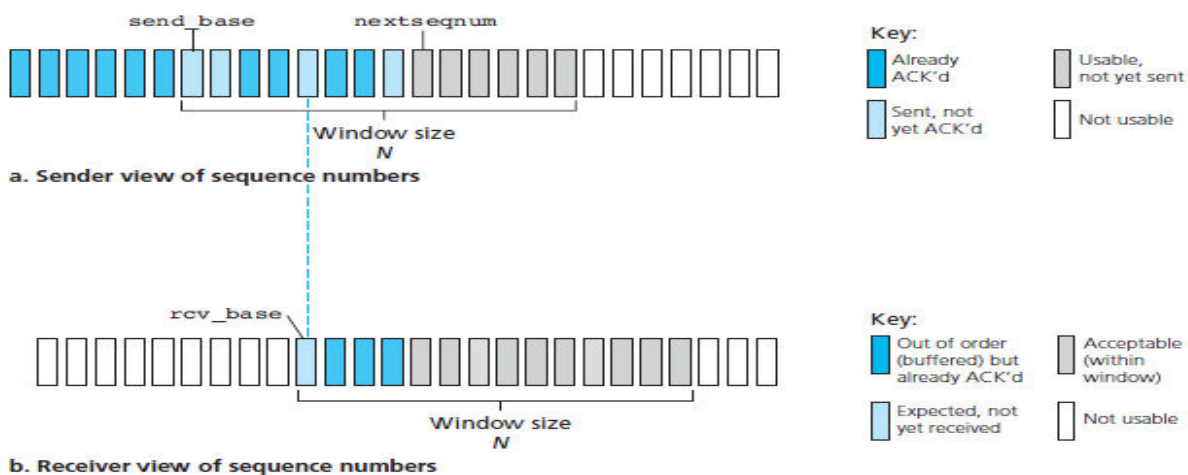 send_base
nextseqnum
Window size
N
a. Sender view of sequence numbers
Key:
Already
ACK'd
Usable,
not yet sent
Sent, not
yet ACK'd
Not usable
rcv_base
Window size
N
b. Receiver view of sequence numbers
Key:
Out of order
(buffered) but
already ACK'd
Acceptable
(within
window)
Expected, not
yet received
Not usable